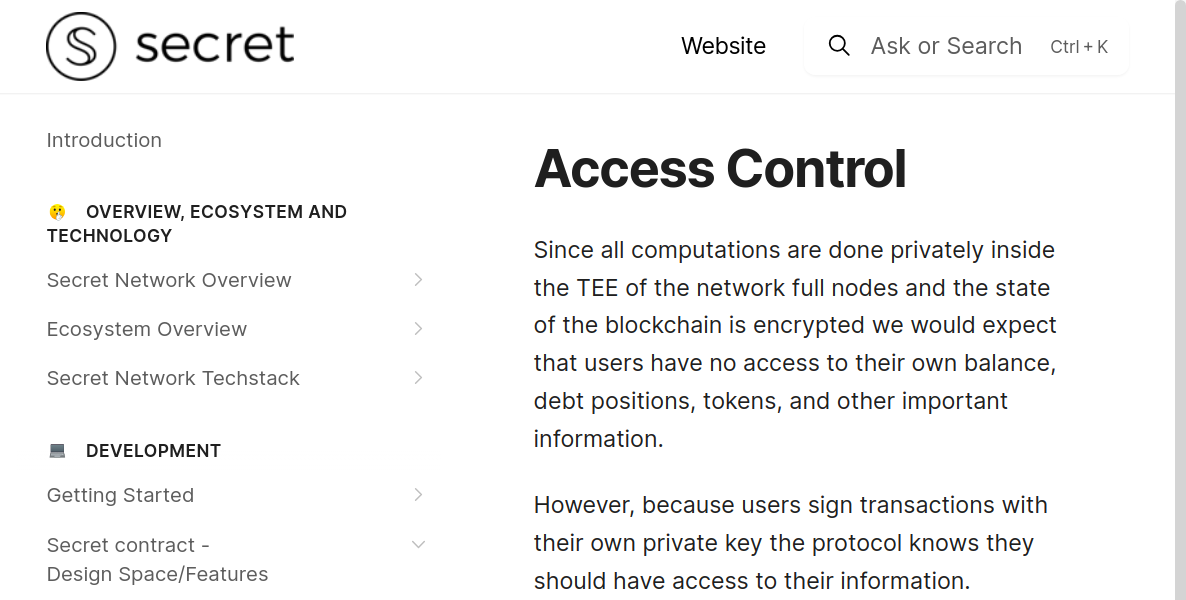 secret
Website
Ask or Search
Ctrl + K
Introduction
OVERVIEW, ECOSYSTEM AND
TECHNOLOGY
Secret Network Overview
Ecosystem Overview
Secret Network Techstack
DEVELOPMENT
Getting Started
Secret contract -
Design Space/Features
Access Control
Since all computations are done privately inside
the TEE of the network full nodes and the state
of the blockchain is encrypted we would expect
that users have no access to their own balance,
debt positions, tokens, and other important
information.
However, because users sign transactions with
their own private key the protocol knows they
should have access to their information.